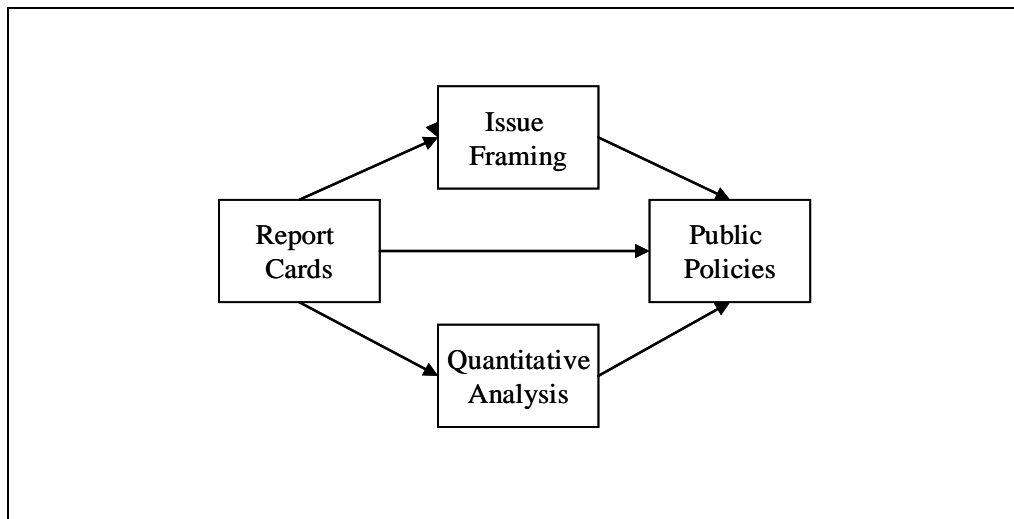 Issue
Framing
Report
Cards
Public
Policies
Quantitative
Analysis